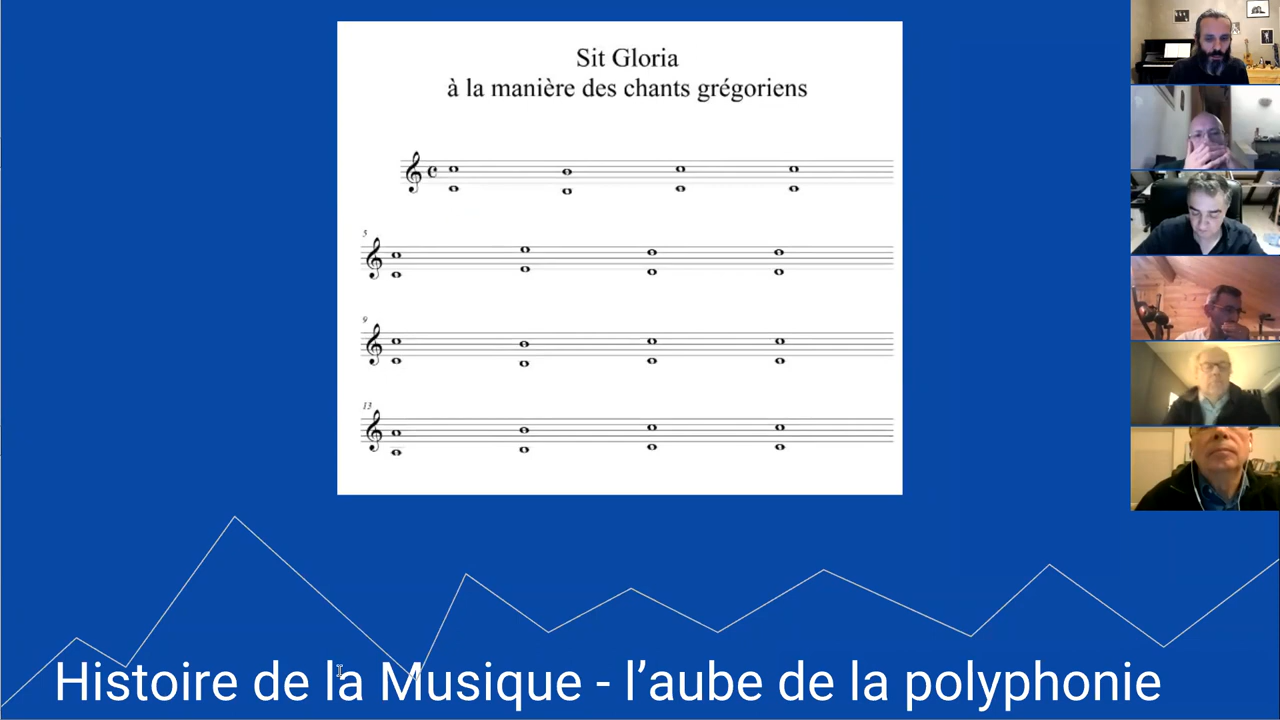 Sit Gloria
à la manière des chants grégoriens
5
9
13
Histoire de la Musique - l’aube de la polyphonie